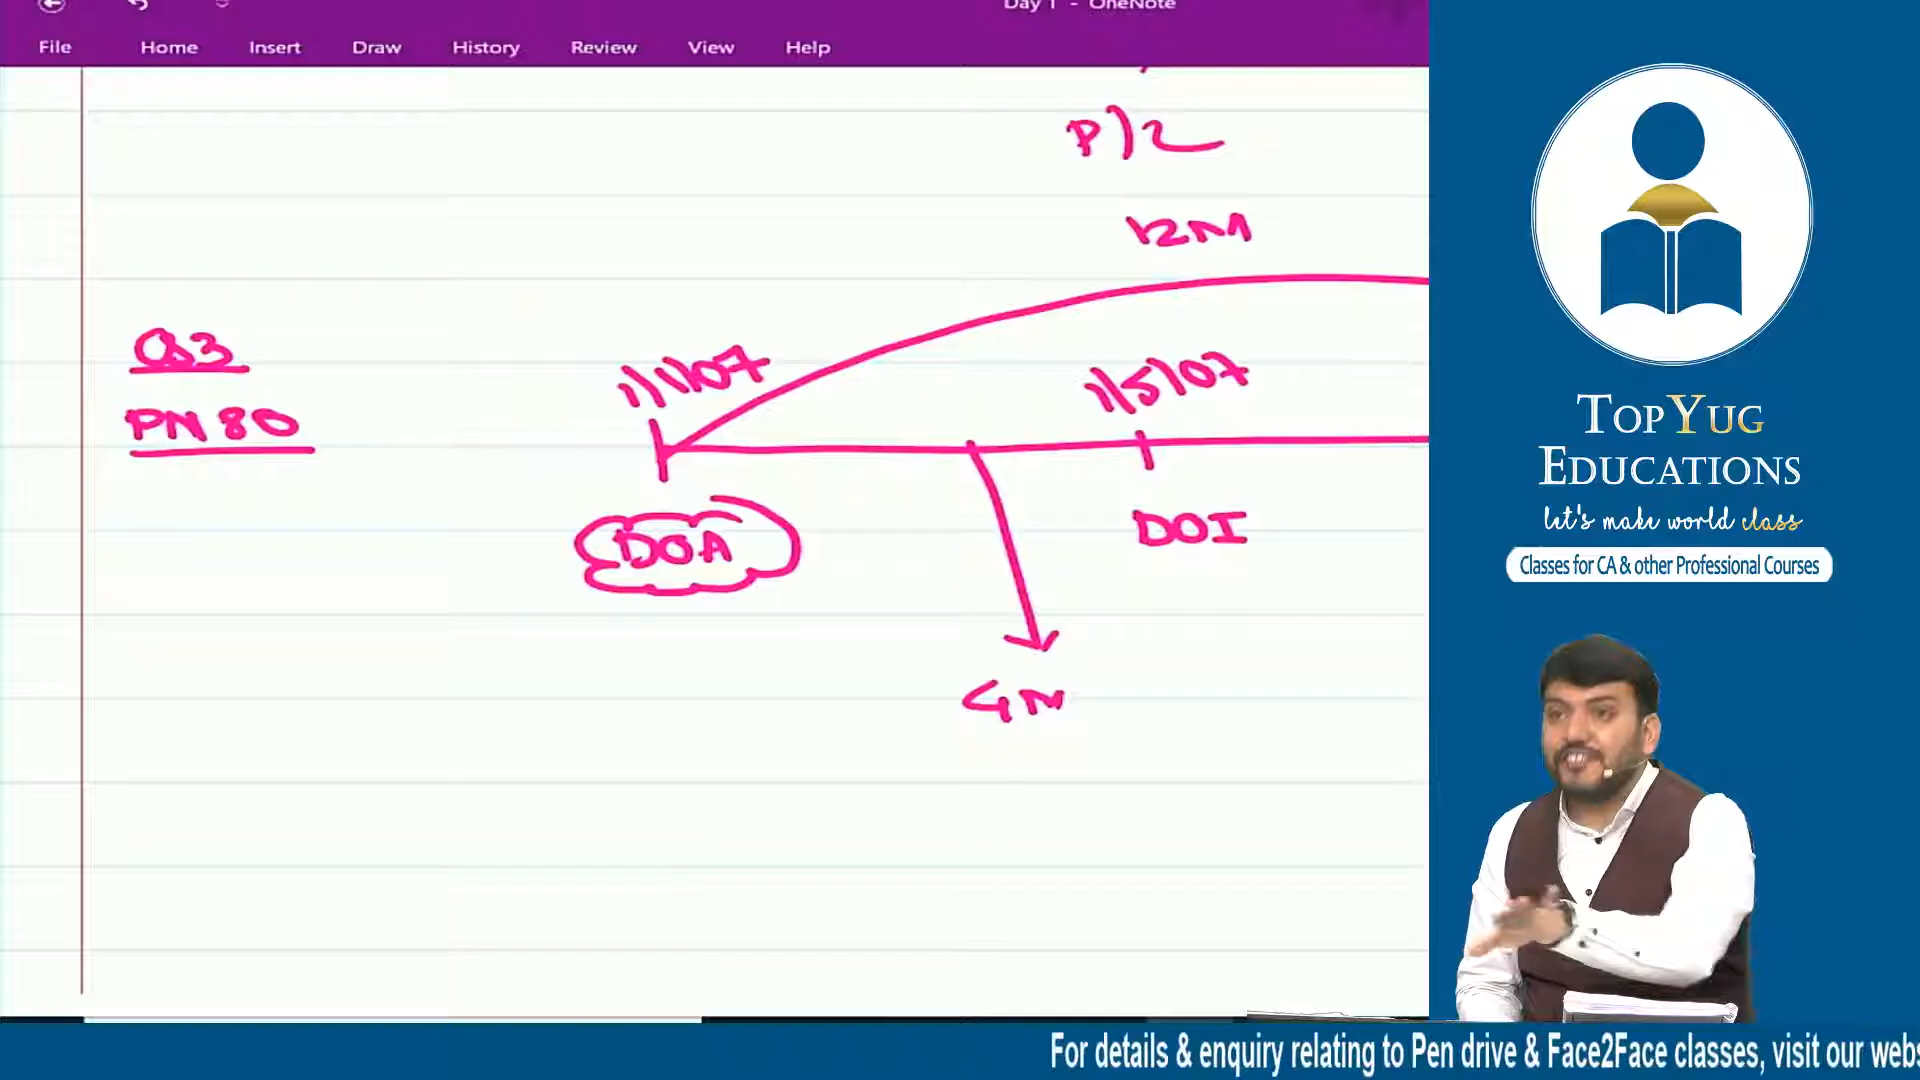 Day 1 - OneNote
File Home Insert Draw History Review View Help
P)2
12M
Q3
PN 80
1/1/07
1/5/07
DOA
DOI
4M
TOPYUG
EDUCATIONS
let's make world class
Classes for CA & other Professional Courses
For details & enquiry relating to Pen drive & Face2Face classes, visit our webs